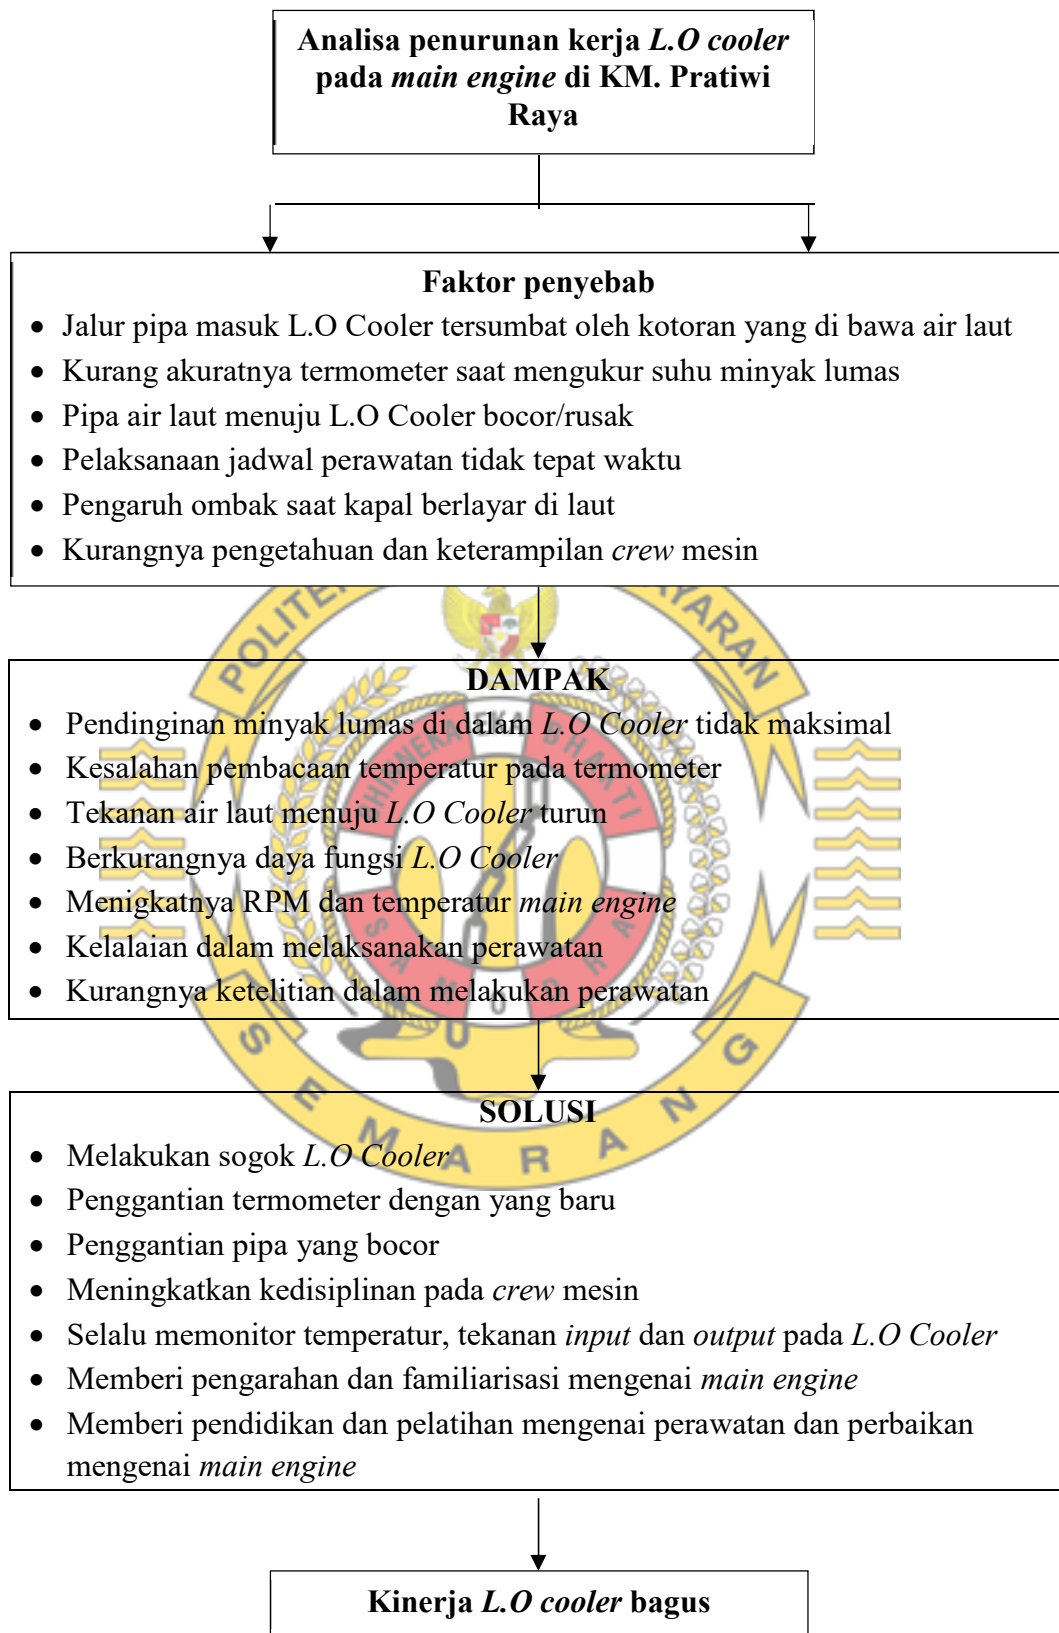 Analisa penurunan kerja L.O cooler
pada main engine di KM. Pratiwi
Raya
Faktor penyebab
• Jalur pipa masuk L.O Cooler tersumbat oleh kotoran yang di bawa air laut
• Kurang akuratnya termometer saat mengukur suhu minyak lumas
• Pipa air laut menuju L.O Cooler bocor/rusak
• Pelaksanaan jadwal perawatan tidak tepat waktu
• Pengaruh ombak saat kapal berlayar di laut
• Kurangnya pengetahuan dan keterampilan crew mesin
DAMPAK
• Pendinginan minyak lumas di dalam L.O Cooler tidak maksimal
• Kesalahan pembacaan temperatur pada termometer
• Tekanan air laut menuju L.O Cooler turun
• Berkurangnya daya fungsi L.O Cooler
• Menigkatnya RPM dan temperatur main engine
• Kelalaian dalam melaksanakan perawatan
• Kurangnya ketelitian dalam melakukan perawatan
SOLUSI
• Melakukan sogok L.O Cooler
• Penggantian termometer dengan yang baru
• Penggantian pipa yang bocor
• Meningkatkan kedisiplinan pada crew mesin
• Selalu memonitor temperatur, tekanan input dan output pada L.O Cooler
• Memberi pengarahan dan familiarisasi mengenai main engine
• Memberi pendidikan dan pelatihan mengenai perawatan dan perbaikan
mengenai main engine
Kinerja L.O cooler bagus
BHINNEKA EKA BHAKTI
SAMUDRA
SEMARANG